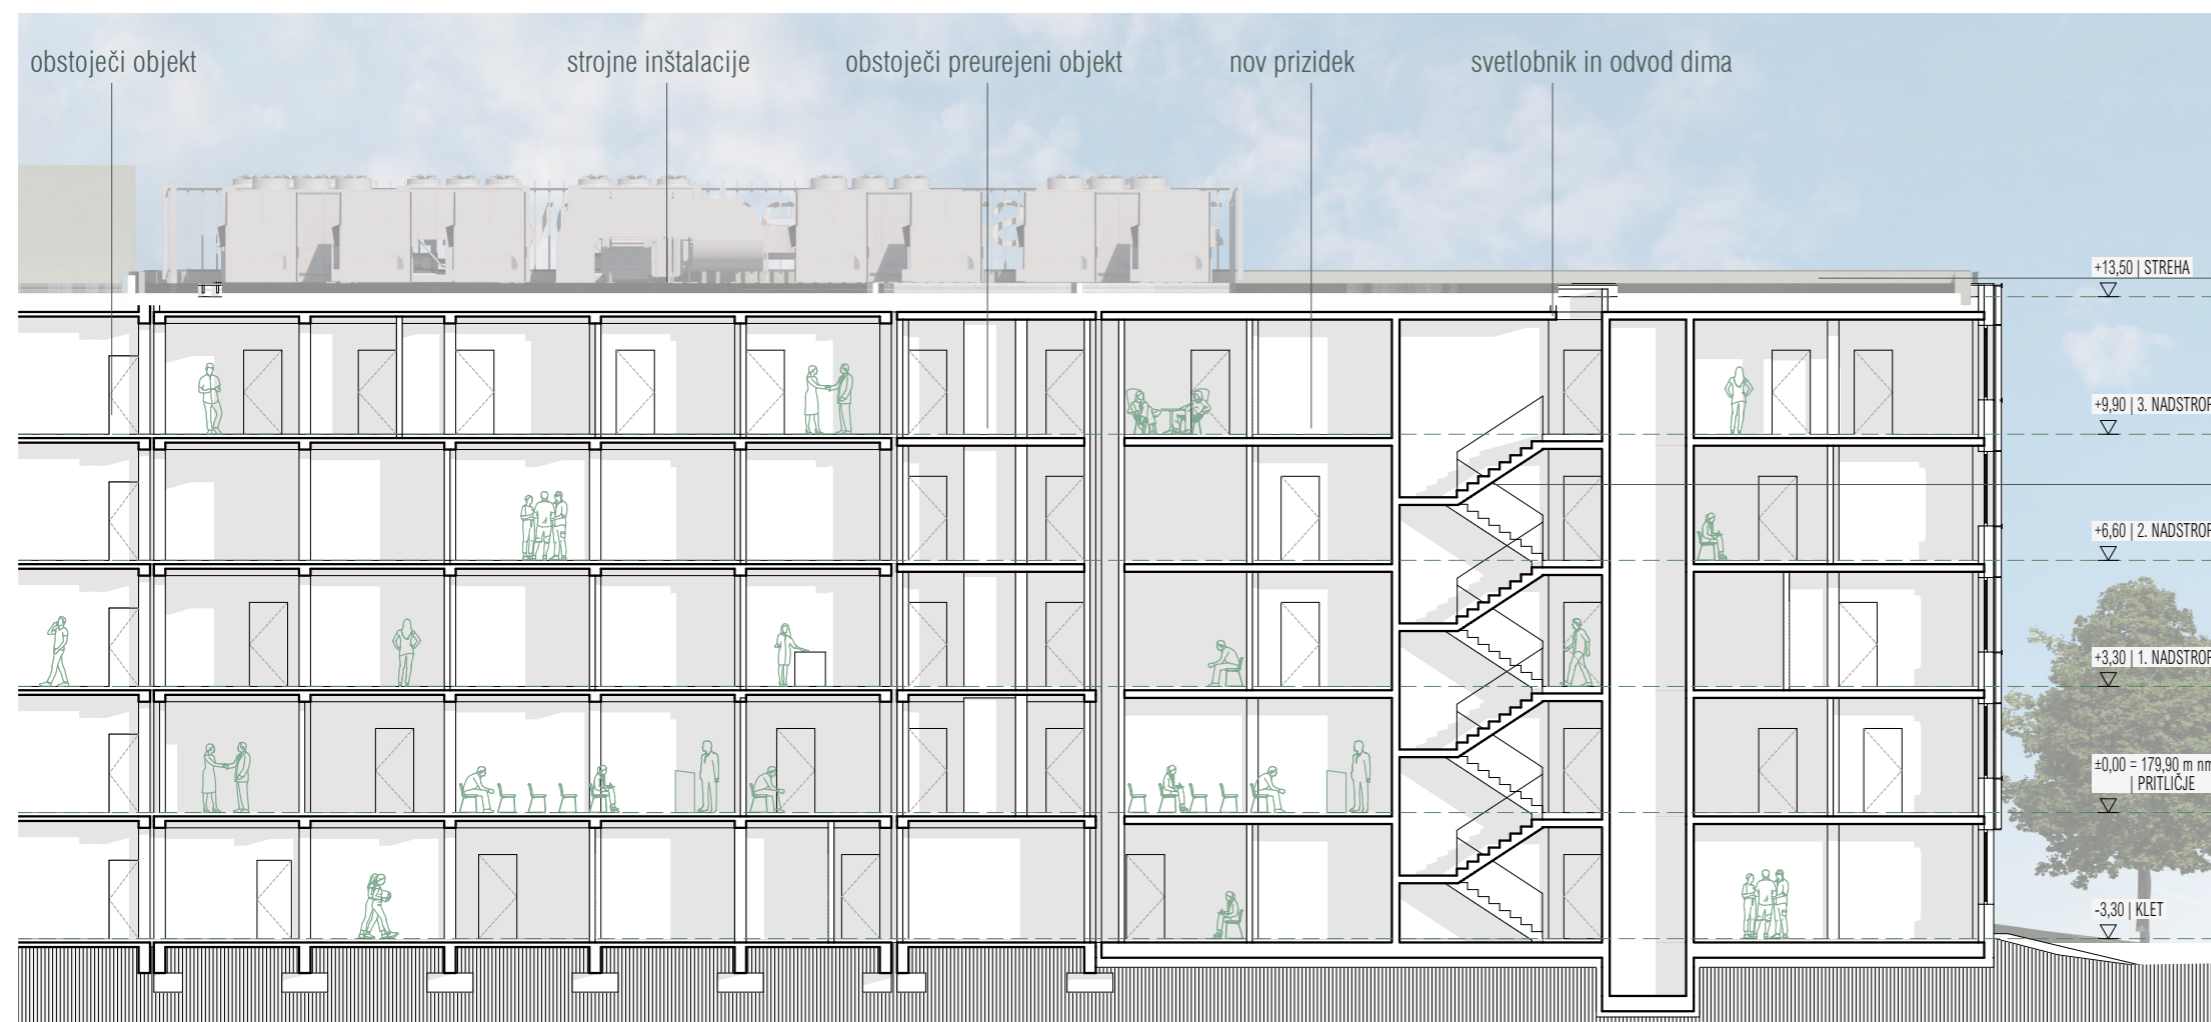 obstoječi objekt
strojne inštalacije
obstoječi preurejeni objekt
nov prizidek
svetlobnik in odvod dima
+13,50 | STREHA
+9,90 | 3. NADSTROP
+6,60 | 2. NADSTROP
+3,30 | 1. NADSTROP
±0,00 = 179,90 m nm
| PRITLIČJE
-3,30 | KLET